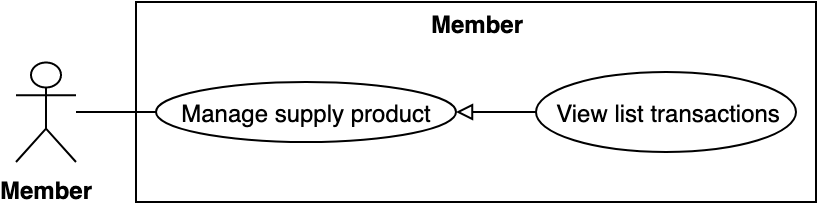 Member
Manage supply product
View list transactions
Member